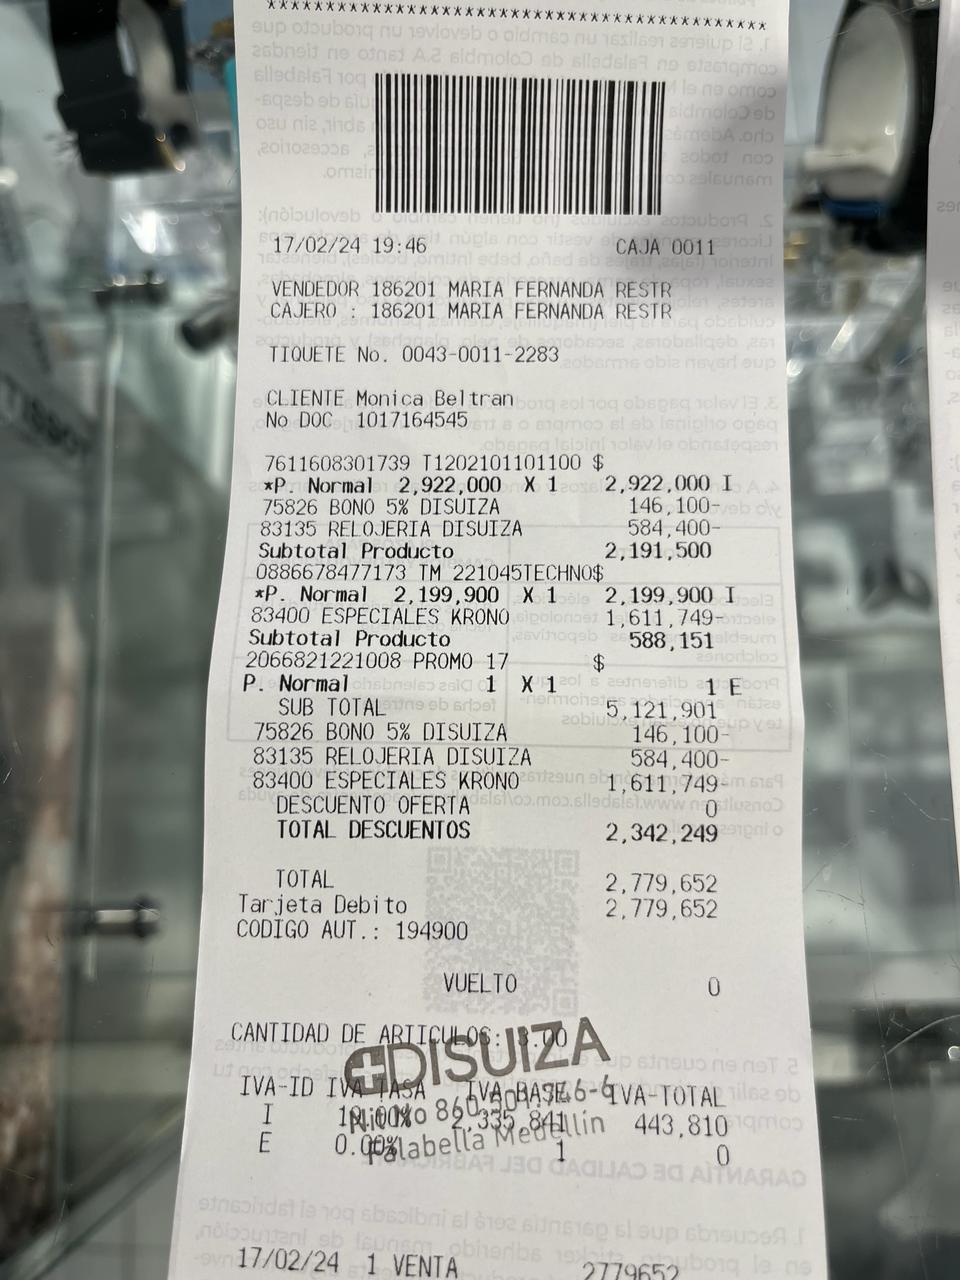 *******************************************
17/02/24 19:46 CAJA 0011
VENDEDOR 186201 MARIA FERNANDA RESTR
CAJERO : 186201 MARIA FERNANDA RESTR
TIQUETE No. 0043-0011-2283
CLIENTE Monica Beltran
No DOC 1017164545
7611608301739 T1202101101100 $
*P. Normal 2,922,000 X 1 2,922,000 I
75826 BONO 5% DISUIZA 146,100-
83135 RELOJERIA DISUIZA 584,400-
Subtotal Producto 2,191,500
0886678477173 TM 221045TECHNO$
*P. Normal 2,199,900 X 1 2,199,900 I
83400 ESPECIALES KRONO 1,611,749-
Subtotal Producto 588,151
2066821221008 PROMO 17 $
P. Normal 1 X 1 1 E
SUB TOTAL 5,121,901
75826 BONO 5% DISUIZA 146,100-
83135 RELOJERIA DISUIZA 584,400-
83400 ESPECIALES KRONO 1,611,749-
DESCUENTO OFERTA 0
TOTAL DESCUENTOS 2,342,249
TOTAL 2,779,652
Tarjeta Debito 2,779,652
CODIGO AUT.: 194900
VUELTO 0
CANTIDAD DE ARTICULOS: 3.00
DISUIZA
IVA-ID IVA TASA IVA BASE IVA-TOTAL
I 19.00% 2,335,841 443,810
Falabella Medellin
E 0.00% 1 0
17/02/24 1 VENTA 2779652